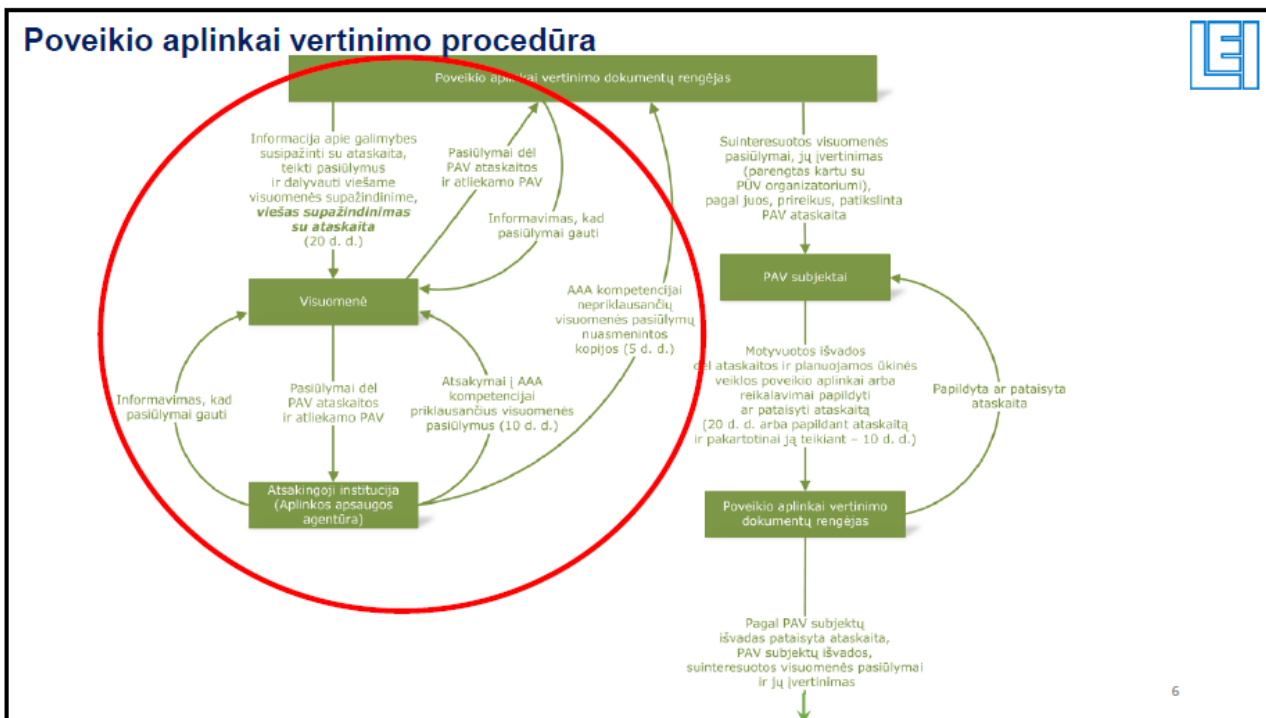 Poveikio aplinkai vertinimo procedūra
LEI
Poveikio aplinkai vertinimo dokumentų rengėjas
Informacija apie galimybes
susipažinti su ataskaita,
teikti pasiūlymus
ir dalyvauti viešame
visuomenės supažindinime,
viešas supažindinimas
su ataskaita
(20 d. d.)
Pasiūlymai dėl
PAV ataskaitos
ir atliekamo PAV
Informavimas, kad
pasiūlymai gauti
Suinteresuotos visuomenės
pasiūlymai, jų įvertinimas
(parengtas kartu su
PŪV organizatoriumi),
pagal juos, prireikus, patikslinta
PAV ataskaita
Visuomenė
PAV subjektai
AAA kompetencijai
nepriklausančių
visuomenės pasiūlymų
nuasmenintos
kopijos (5 d. d.)
Informavimas, kad
pasiūlymai gauti
Pasiūlymai dėl
PAV ataskaitos
ir atliekamo PAV
Atsakymai į AAA
kompetencijai
priklausančius visuomenės
pasiūlymus (10 d. d.)
Motyvuotos išvados
dėl ataskaitos ir planuojamos ūkinės
veiklos poveikio aplinkai arba
reikalavimai papildyti
ar pataisyti ataskaitą
(20 d. d. arba papildant ataskaitą
ir pakartotinai ją teikiant – 10 d. d.)
Papildyta ar pataisyta
ataskaita
Atsakingoji institucija
(Aplinkos apsaugos
agentūra)
Poveikio aplinkai vertinimo
dokumentų rengėjas
Pagal PAV subjektų
išvadas pataisyta ataskaita,
PAV subjektų išvados,
suinteresuotos visuomenės pasiūlymai
ir jų įvertinimas
6